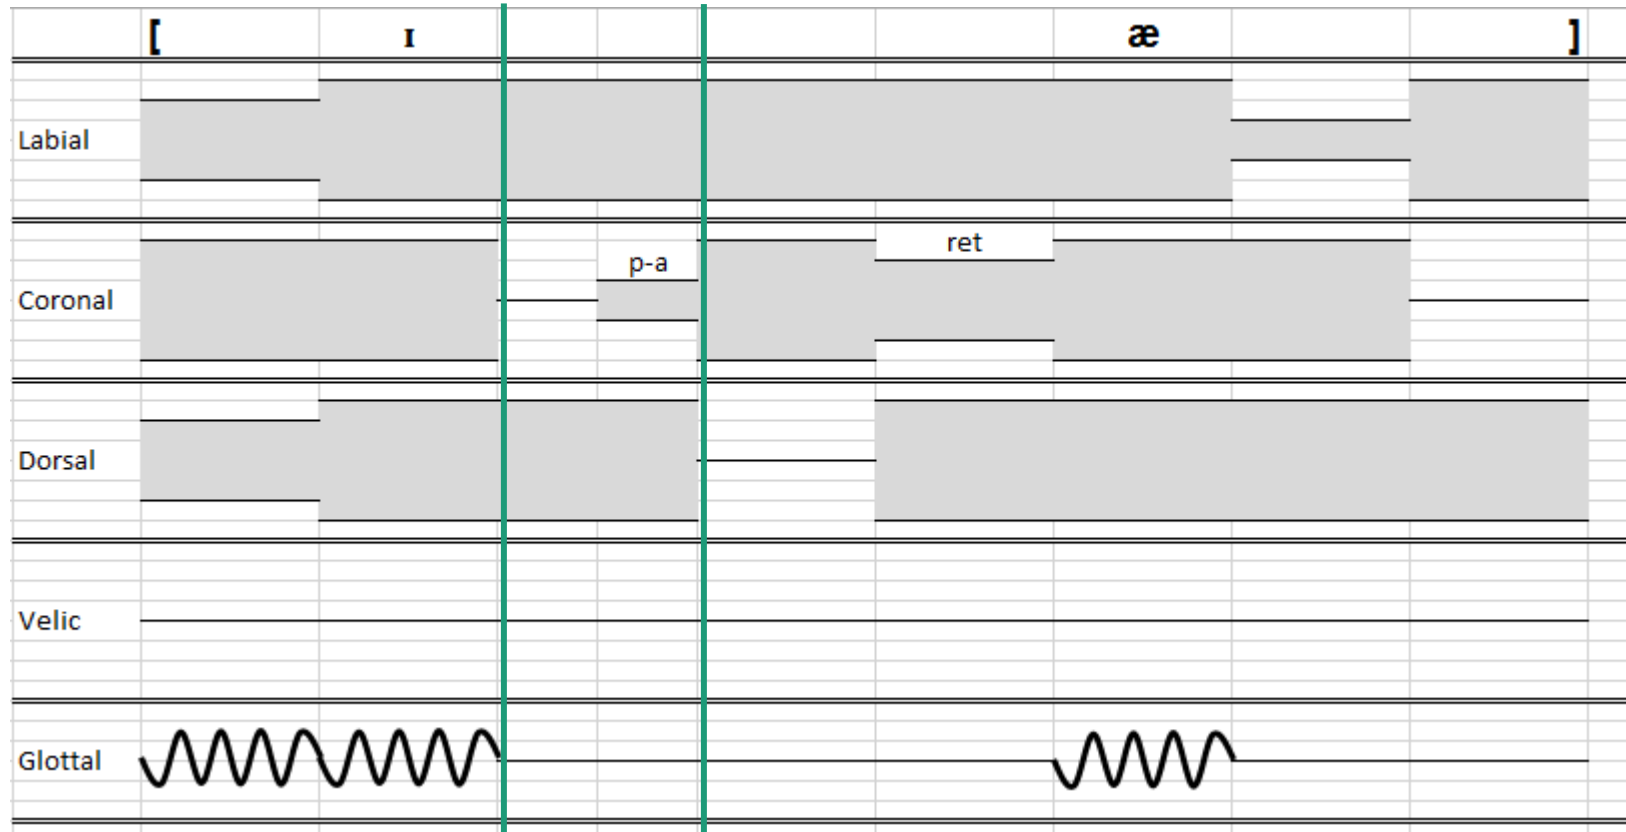 [ ɪ æ ]
Labial
ret
p-a
Coronal
Dorsal
Velic
Glottal